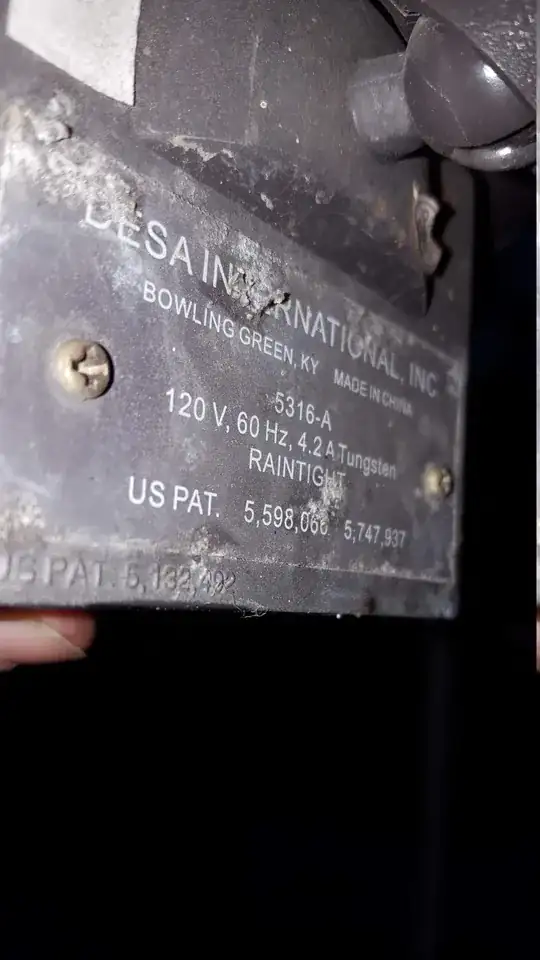 DESA INTERNATIONAL, INC
BOWLING GREEN, KY MADE IN CHINA
5316-A
120 V, 60 Hz, 4.2 A Tungsten
RAINTIGHT
US PAT. 5,598,066 5,747,937
US PAT. 5,132,492